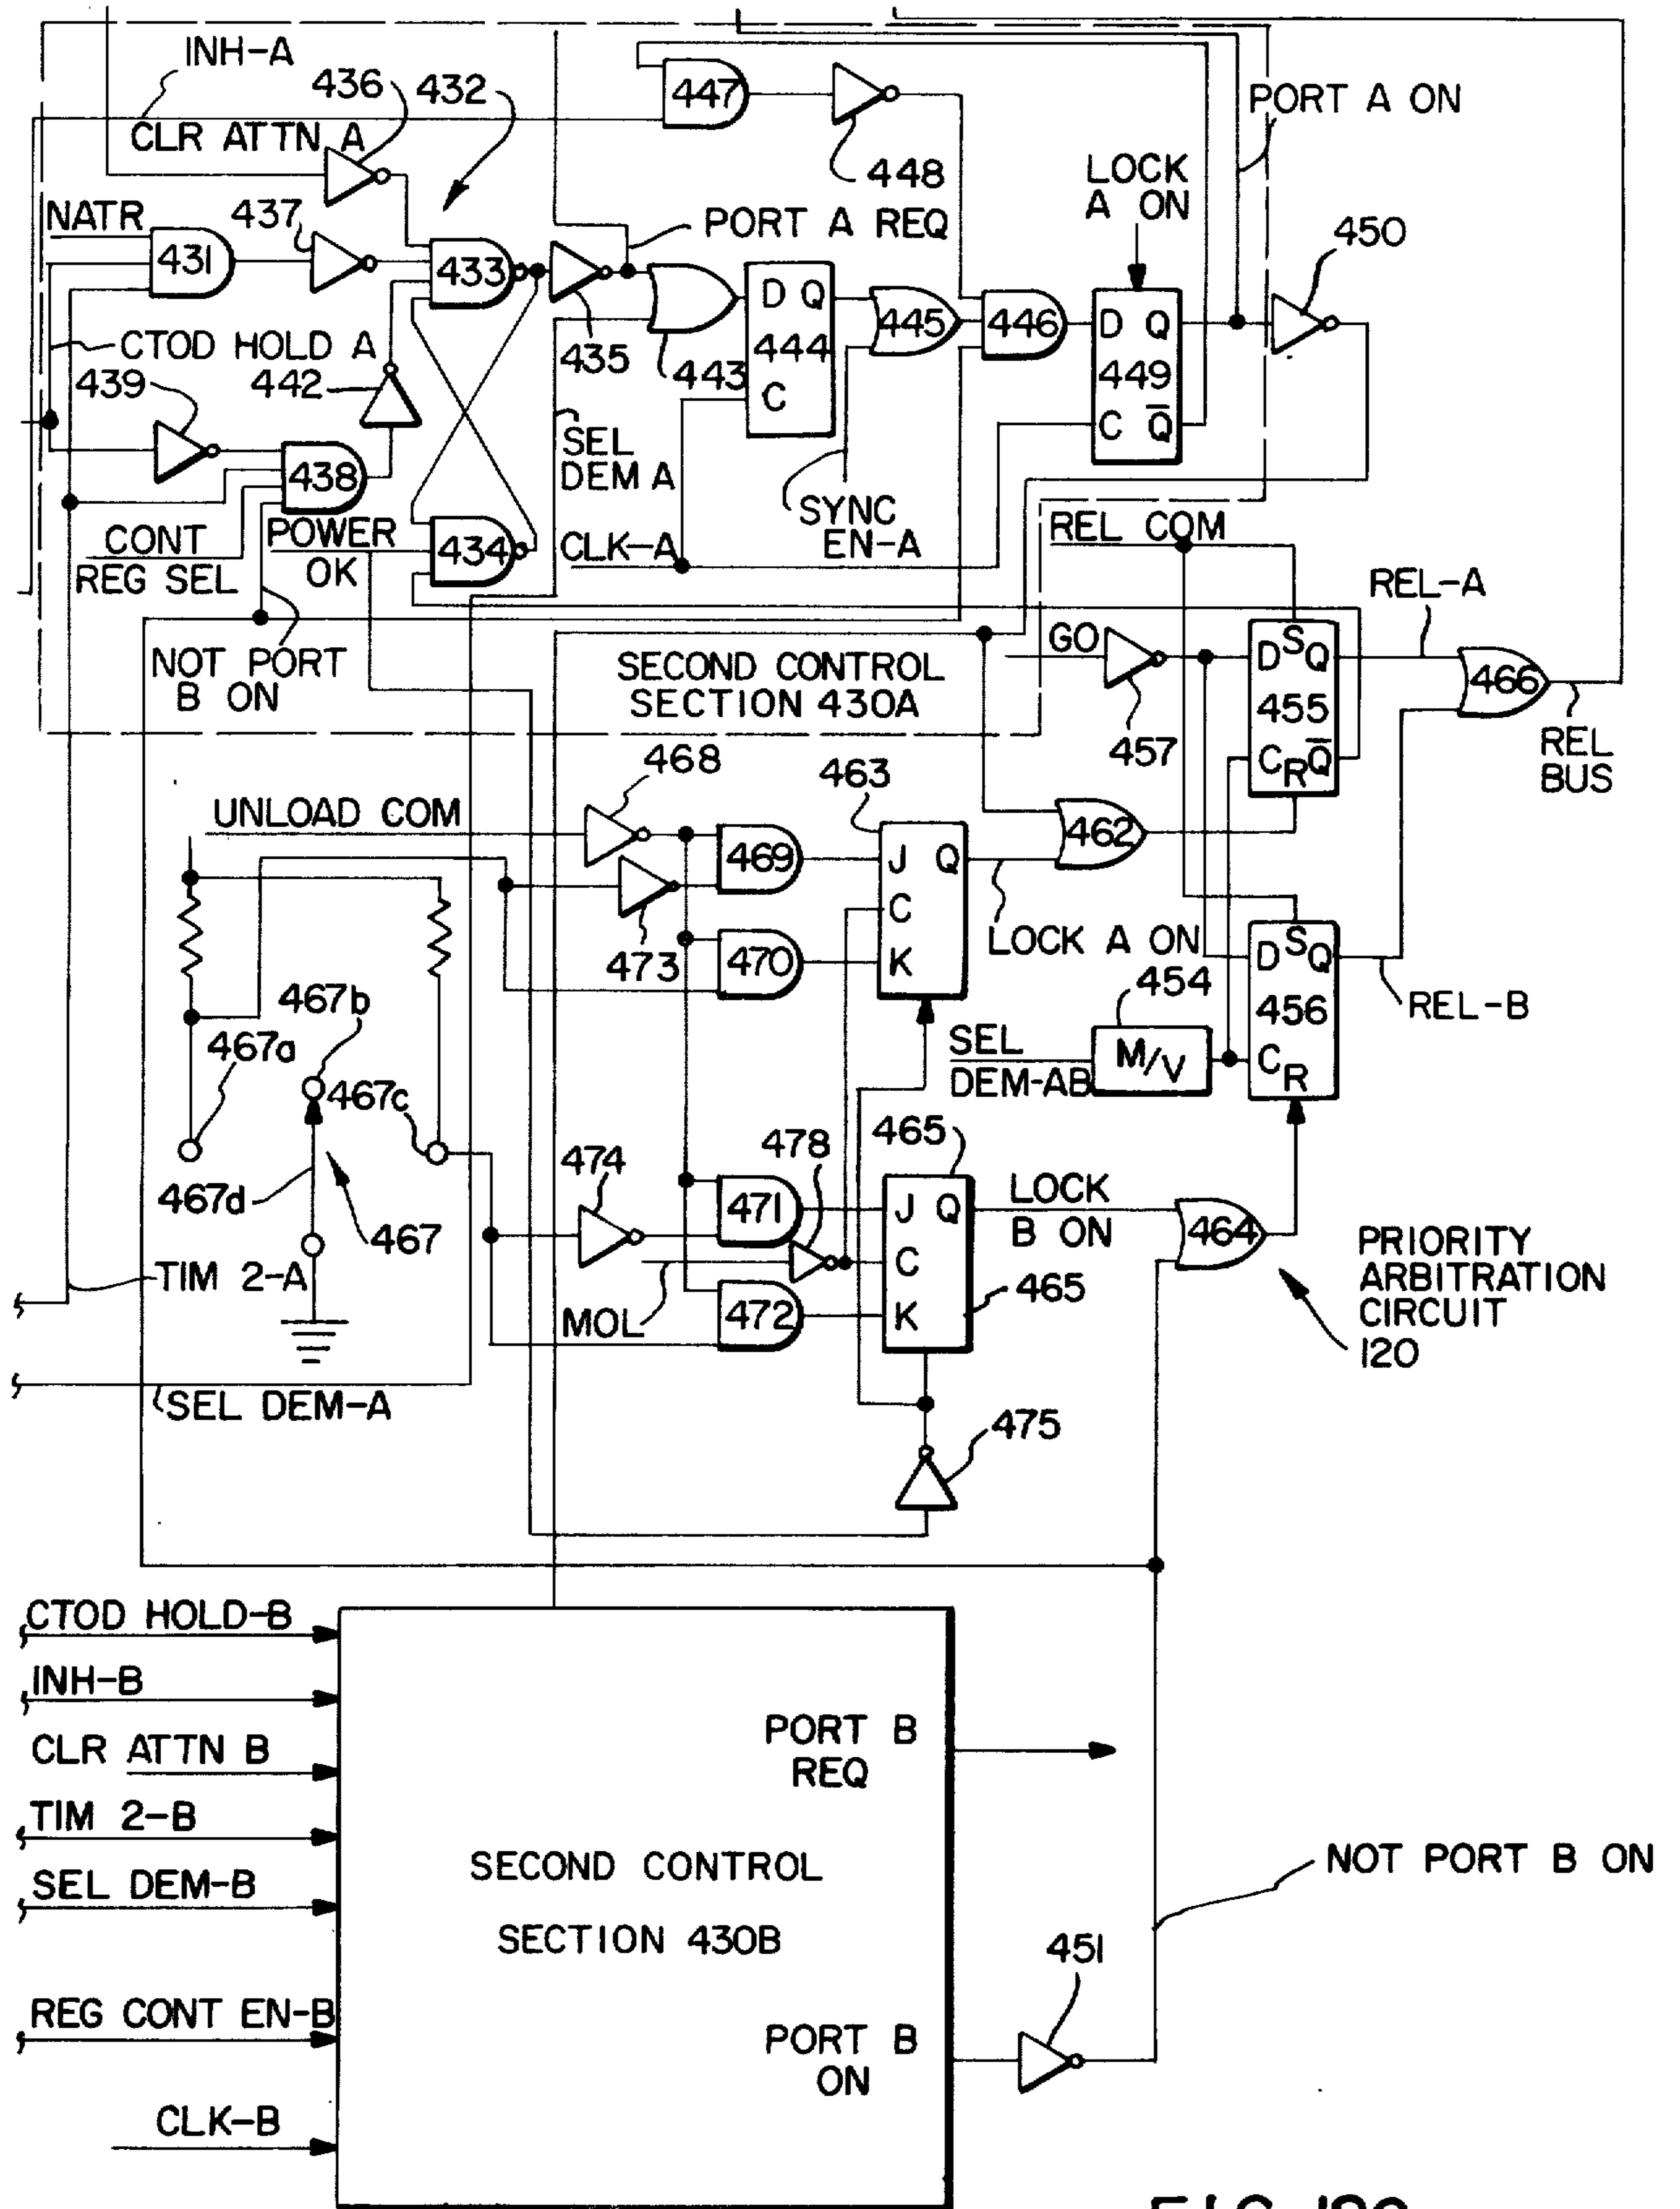 INH-A
436
432
447
448
CLR ATTN A
PORT A ON
LOCK
A ON
NATR
437
431
433
PORT A REQ
450
435
443
D Q
444
C
445
446
D Q
449
C Q̅
CTOD HOLD A
439
442
438
SEL
DEM A
SYNC
EN-A
CONT
REG SEL
POWER
OK
434
CLK-A
REL COM
REL-A
NOT PORT
B ON
SECOND CONTROL
SECTION 430A
GO
457
D S Q
455
C R Q̅
466
REL
BUS
468
463
UNLOAD COM
469
J Q
C
K
462
473
470
LOCK A ON
454
D S Q
456
C R
REL-B
467b
467a
467c
SEL
DEM-AB
M/V
467d
467
474
478
465
471
J Q
C
K
LOCK
B ON
464
TIM 2-A
MOL
472
465
PRIORITY
ARBITRATION
CIRCUIT
120
SEL DEM-A
475
CTOD HOLD-B
INH-B
CLR ATTN B
TIM 2-B
SEL DEM-B
REG CONT EN-B
CLK-B
PORT B
REQ
SECOND CONTROL
SECTION 430B
PORT B
ON
451
NOT PORT B ON